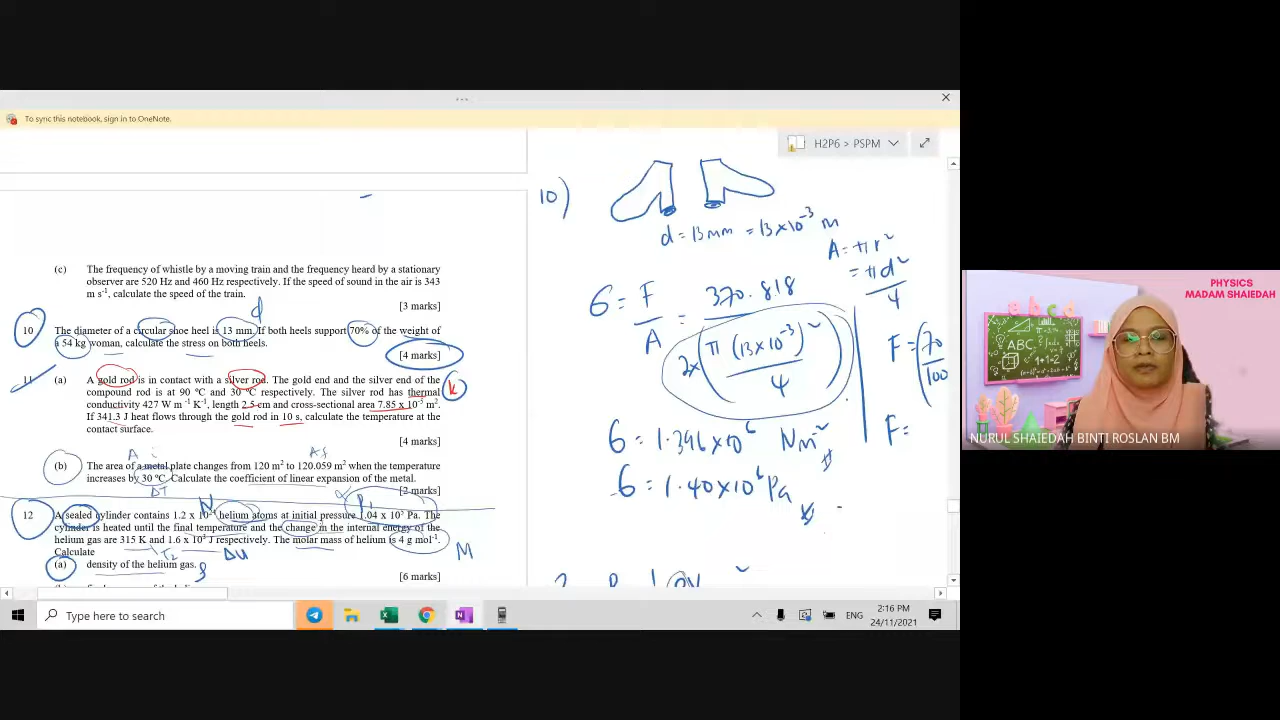 To sync this notebook, sign in to OneNote.
H2P6 > PSPM
(c) The frequency of whistle by a moving train and the frequency heard by a stationary
observer are 520 Hz and 460 Hz respectively. If the speed of sound in the air is 343
m s⁻¹, calculate the speed of the train.
[3 marks]
d
10 The diameter of a circular shoe heel is 13 mm. If both heels support 70% of the weight of
a 54 kg woman, calculate the stress on both heels.
[4 marks]
11 (a) A gold rod is in contact with a silver rod. The gold end and the silver end of the
compound rod is at 90 °C and 30 °C respectively. The silver rod has thermal
k
conductivity 427 W m⁻¹ K⁻¹, length 2.5 cm and cross-sectional area 7.85 x 10⁻⁵ m².
If 341.3 J heat flows through the gold rod in 10 s, calculate the temperature at the
contact surface.
[4 marks]
A i Af
(b) The area of a metal plate changes from 120 m² to 120.059 m² when the temperature
increases by 30 °C. Calculate the coefficient of linear expansion of the metal.
ΔT
[2 marks]
N P₁
12 A sealed cylinder contains 1.2 x helium atoms at initial pressure 1.04 x 10⁵ Pa. The
cylinder is heated until the final temperature and the change in the internal energy of the
helium gas are 315 K and 1.6 x 10³ J respectively. The molar mass of helium is 4 g mol⁻¹.
T₂ ΔU M
Calculate
(a) density of the helium gas.
ρ
[6 marks]
10)
d = 13 mm = 13×10⁻³ m
A = πr²
= πd²
4
σ = F = 370.818
A 2×(π (13×10⁻³)²
4 )
F = (70
100
σ = 1.396×10⁶ Nm⁻²
F =
σ = 1.40×10⁶ Pa
PHYSICS
MADAM SHAIEDAH
ABC
NURUL SHAIEDAH BINTI ROSLAN BM
Type here to search
ENG
2:16 PM
24/11/2021